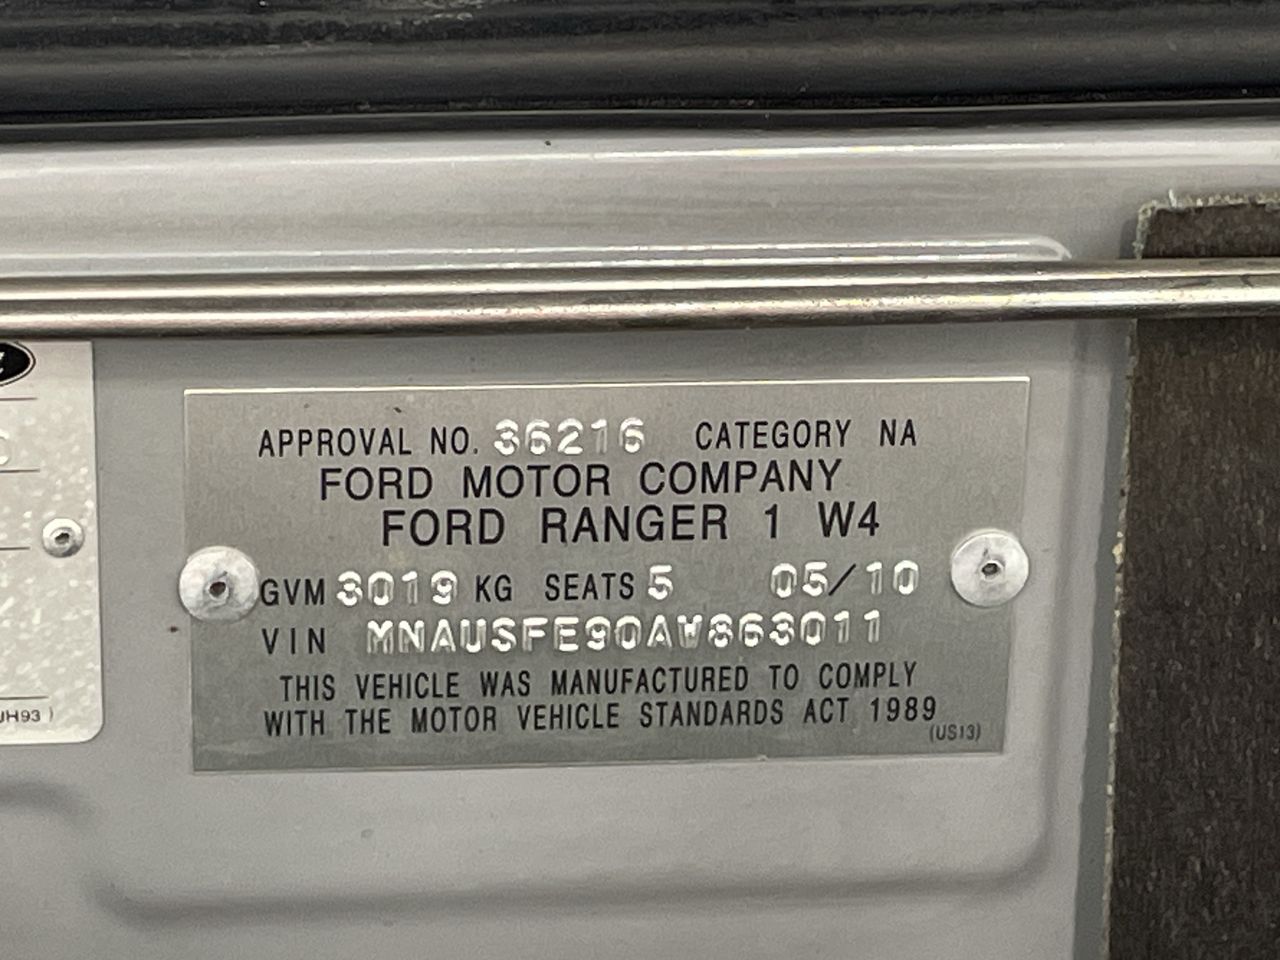 APPROVAL NO. 36216 CATEGORY NA
FORD MOTOR COMPANY
FORD RANGER 1 W4
GVM 3019 KG SEATS 5 05/10
VIN MNAUSFE90AW863011
THIS VEHICLE WAS MANUFACTURED TO COMPLY
WITH THE MOTOR VEHICLE STANDARDS ACT 1989
(US13)
JH93 )